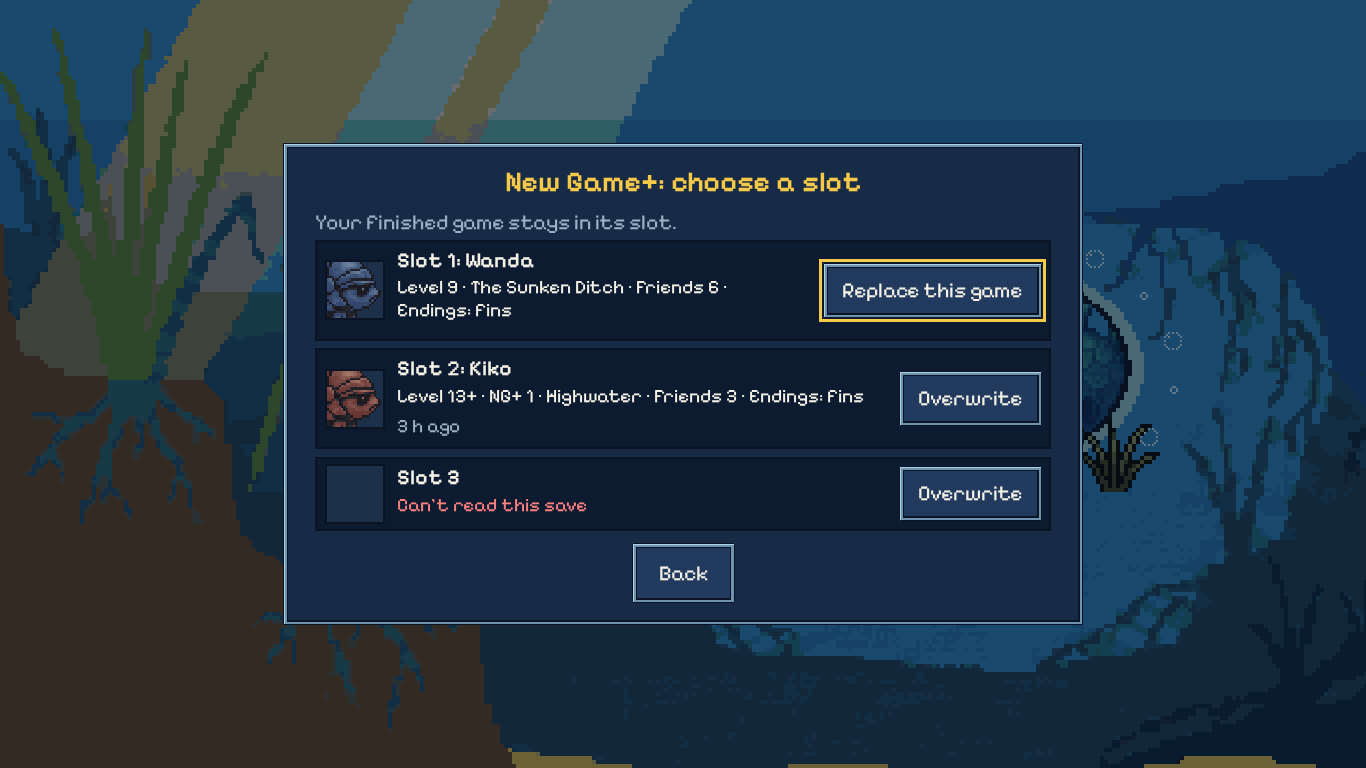 New Game+: choose a slot
Your finished game stays in its slot.
Slot 1: Wanda
Level 9 · The Sunken Ditch · Friends 6 ·
Endings: Fins
Replace this game
Slot 2: Kiko
Level 13+ · NG+ 1 · Highwater · Friends 3 · Endings: Fins
3 h ago
Overwrite
Slot 3
Can't read this save
Overwrite
Back